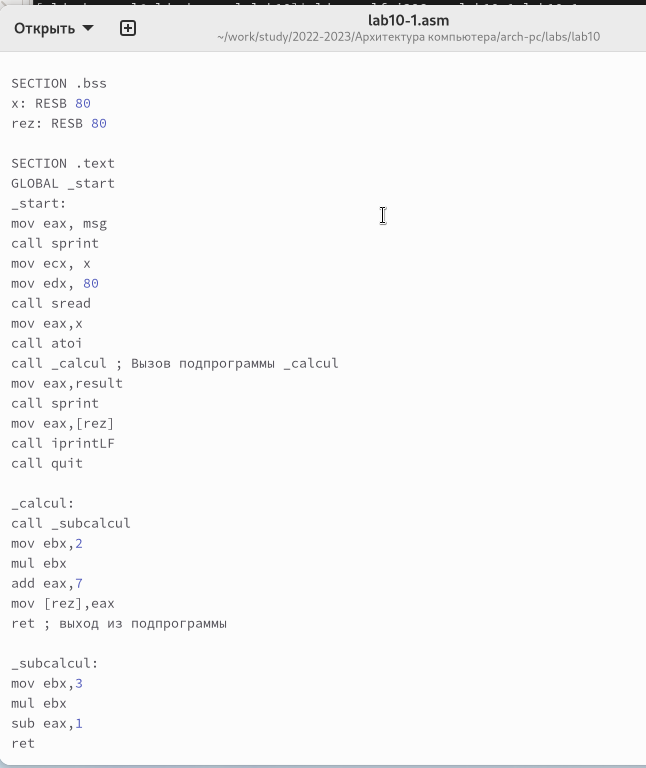 Открыть
lab10-1.asm
~/work/study/2022-2023/Архитектура компьютера/arch-pc/labs/lab10
SECTION .bss
x: RESB 80
rez: RESB 80
SECTION .text
GLOBAL _start
_start:
mov eax, msg
call sprint
mov ecx, x
mov edx, 80
call sread
mov eax,x
call atoi
call _calcul ; Вызов подпрограммы _calcul
mov eax,result
call sprint
mov eax,[rez]
call iprintLF
call quit
_calcul:
call _subcalcul
mov ebx,2
mul ebx
add eax,7
mov [rez],eax
ret ; выход из подпрограммы
_subcalcul:
mov ebx,3
mul ebx
sub eax,1
ret